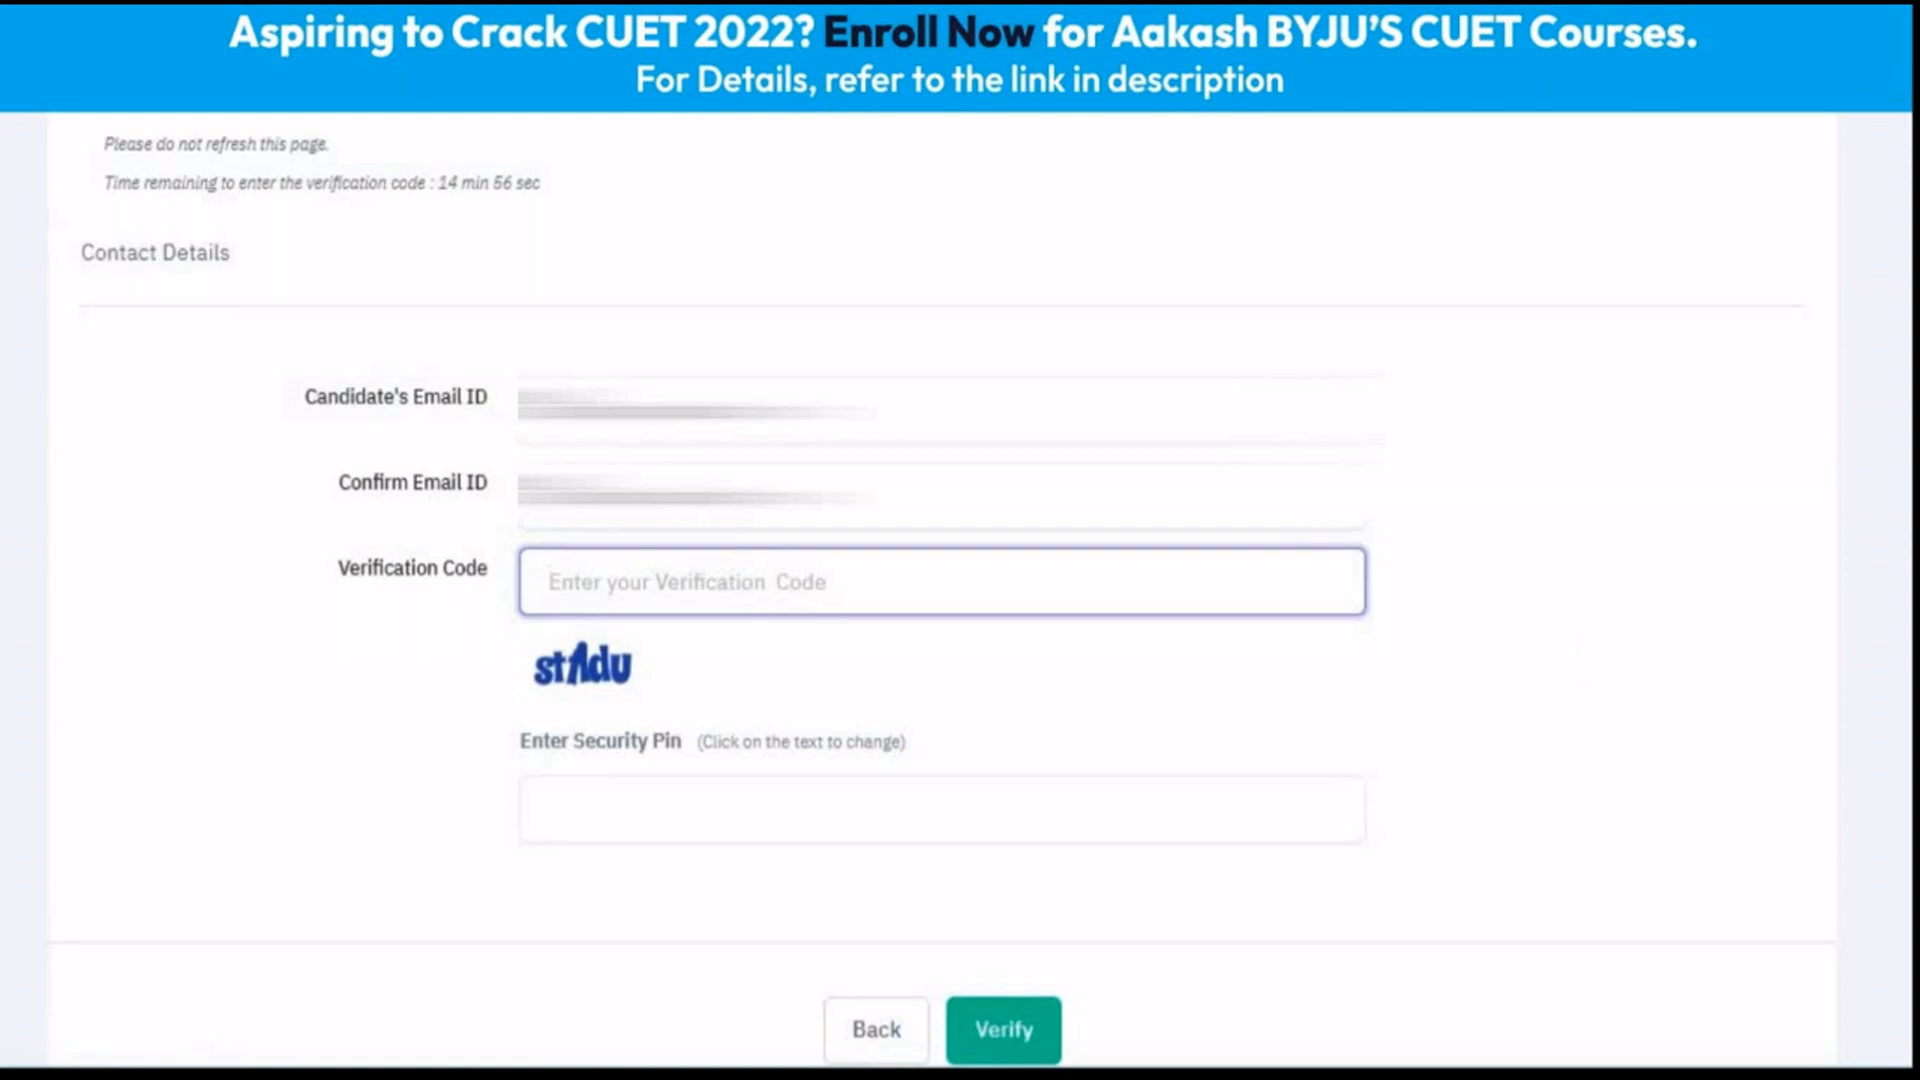 Aspiring to Crack CUET 2022? Enroll Now for Aakash BYJU'S CUET Courses.
For Details, refer to the link in description
Please do not refresh this page.
Time remaining to enter the verification code : 14 min 56 sec
Contact Details
Candidate's Email ID
Confirm Email ID
Verification Code
Enter your Verification Code
Enter Security Pin (Click on the text to change)
Back
Verify